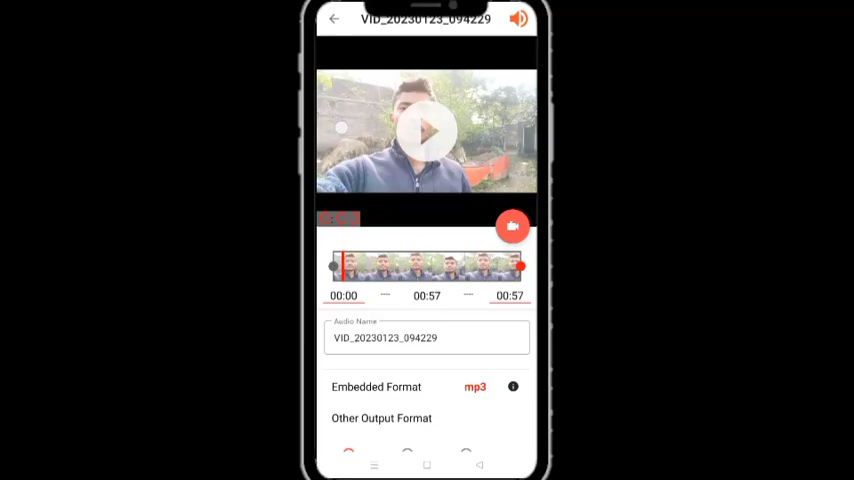 VID_20230123_094229
00:00
00:57
00:57
Audio Name
VID_20230123_094229
Embedded Format
mp3
Other Output Format